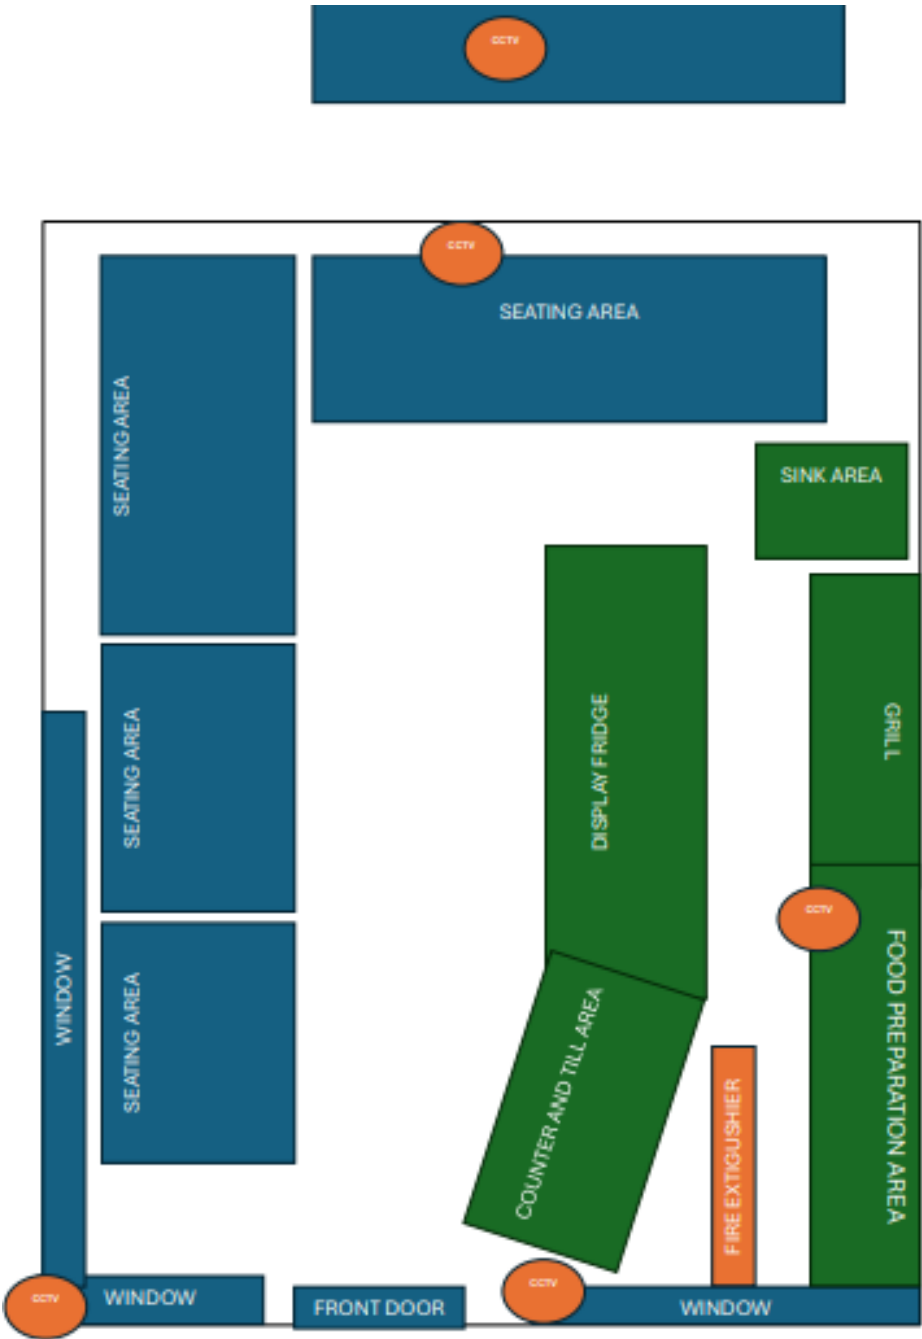 CCTV
CCTV
SEATING AREA
SEATING AREA
SINK AREA
GRILL
DISPLAY FRIDGE
SEATING AREA
CCTV
FOOD PREPARATION AREA
WINDOW
SEATING AREA
COUNTER AND TILL AREA
FIRE EXTIGUSHIER
CCTV
CCTV
WINDOW
FRONT DOOR
WINDOW